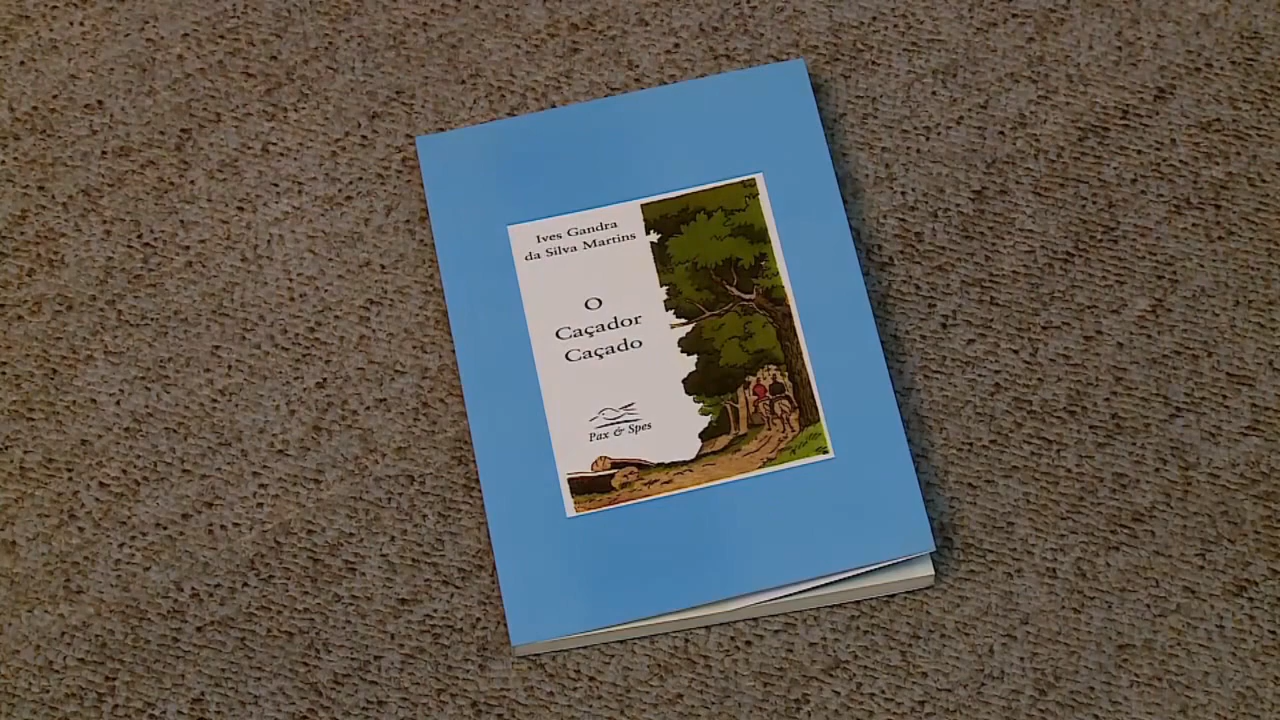 Ives Gandra
da Silva Martins
O
Caçador
Caçado
Pax & Spes